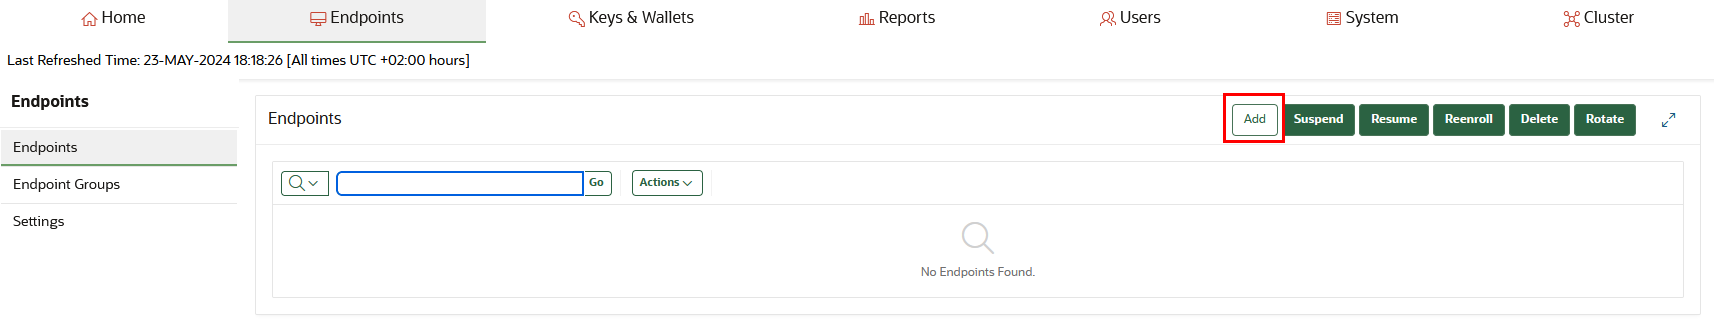 Home Endpoints Keys & Wallets Reports Users System Cluster
Last Refreshed Time: 23-MAY-2024 18:18:26 [All times UTC +02:00 hours]
Endpoints
Endpoints
Endpoint Groups
Settings
Endpoints Add Suspend Resume Reenroll Delete Rotate
Go Actions
No Endpoints Found.